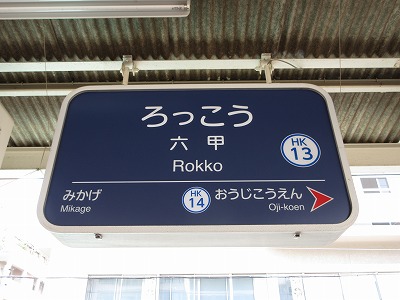 ろっこう
六甲
Rokko
HK
13
みかげ
Mikage
HK
14
おうじこうえん
Oji-koen